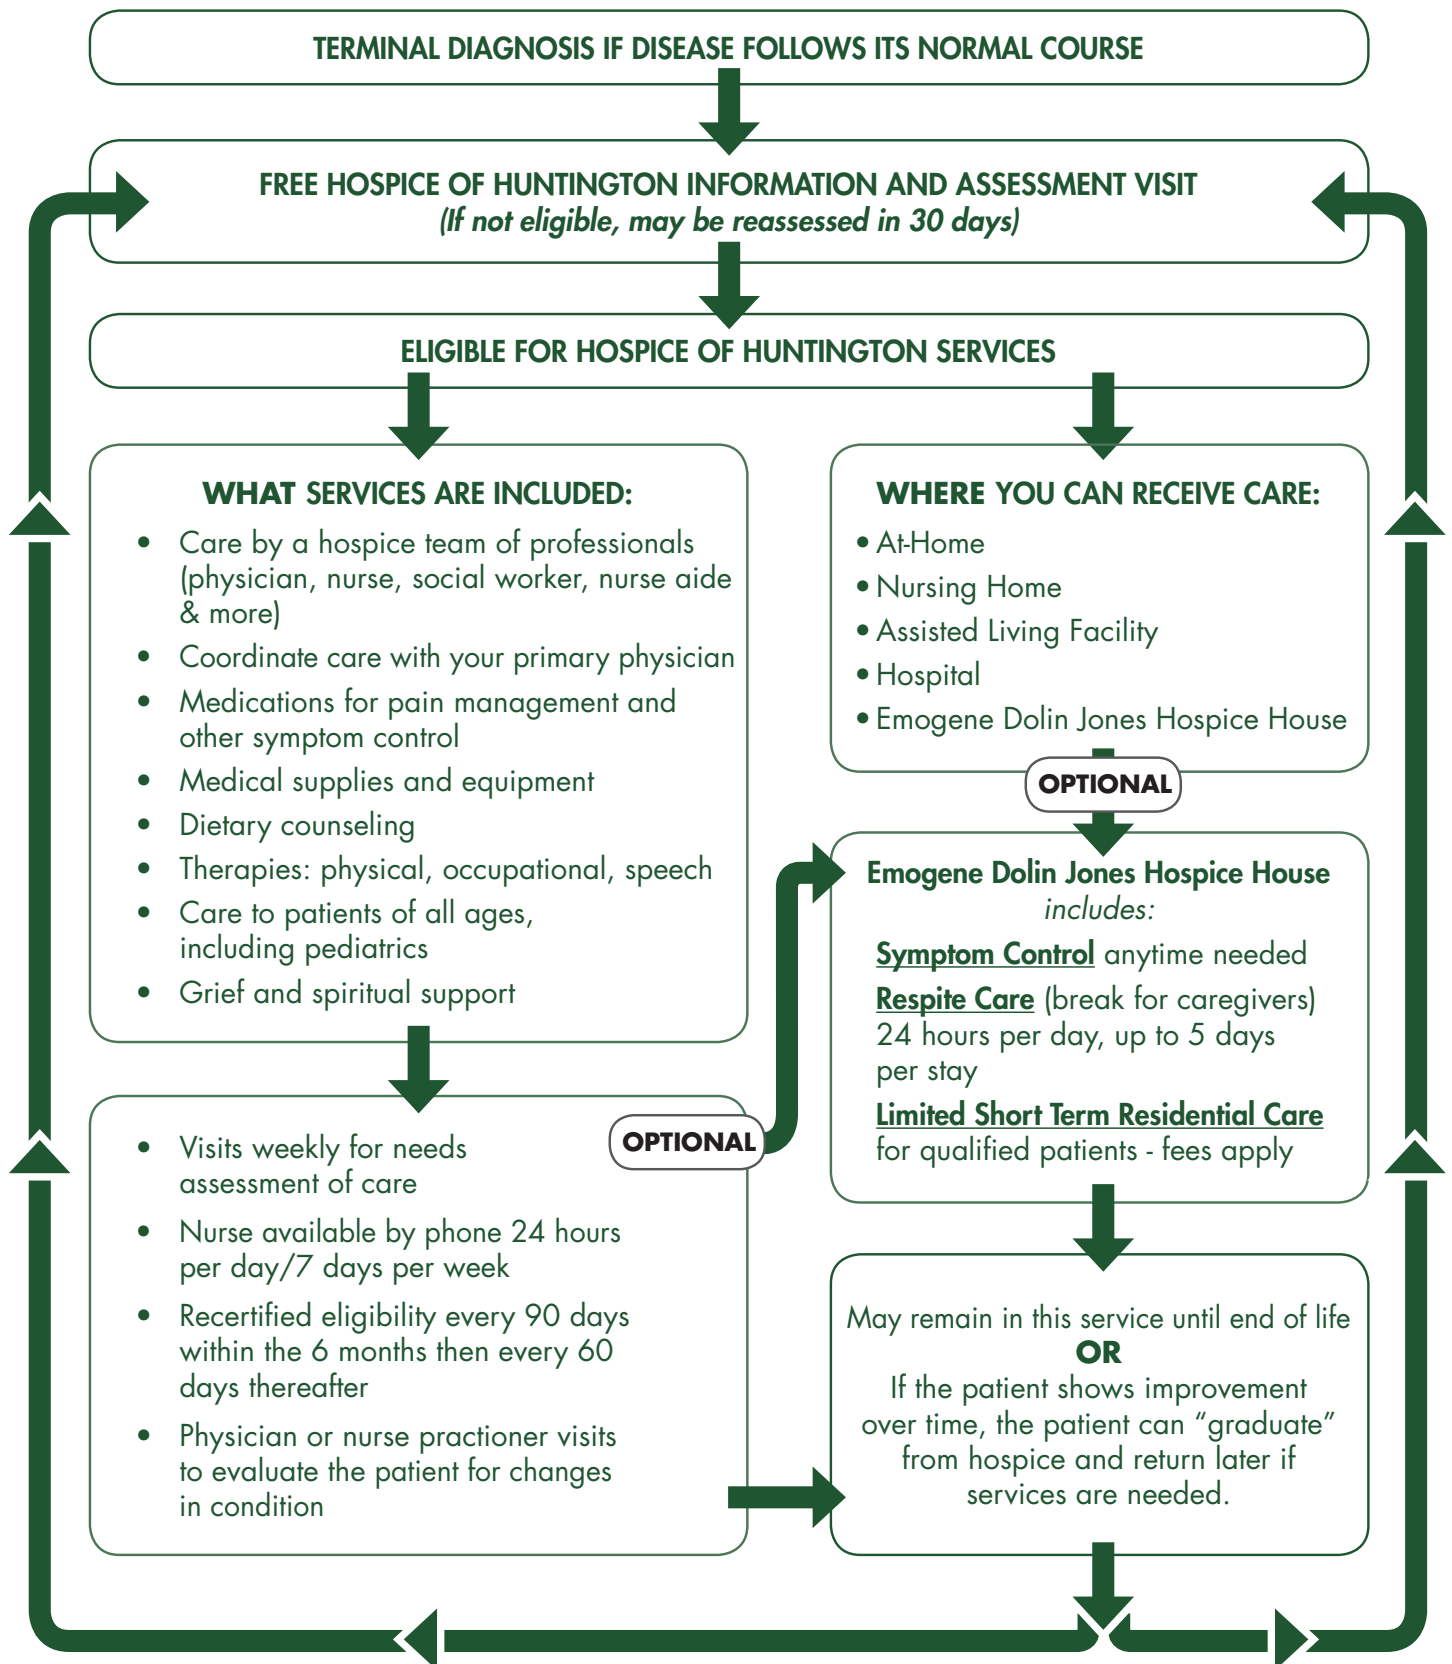 TERMINAL DIAGNOSIS IF DISEASE FOLLOWS ITS NORMAL COURSE
FREE HOSPICE OF HUNTINGTON INFORMATION AND ASSESSMENT VISIT
(If not eligible, may be reassessed in 30 days)
ELIGIBLE FOR HOSPICE OF HUNTINGTON SERVICES
WHAT SERVICES ARE INCLUDED:
• Care by a hospice team of professionals
(physician, nurse, social worker, nurse aide
& more)
• Coordinate care with your primary physician
• Medications for pain management and
other symptom control
• Medical supplies and equipment
• Dietary counseling
• Therapies: physical, occupational, speech
• Care to patients of all ages,
including pediatrics
• Grief and spiritual support
WHERE YOU CAN RECEIVE CARE:
• At-Home
• Nursing Home
• Assisted Living Facility
• Hospital
• Emogene Dolin Jones Hospice House
OPTIONAL
Emogene Dolin Jones Hospice House
includes:
Symptom Control anytime needed
Respite Care (break for caregivers)
24 hours per day, up to 5 days
per stay
Limited Short Term Residential Care
for qualified patients - fees apply
OPTIONAL
• Visits weekly for needs
assessment of care
• Nurse available by phone 24 hours
per day/7 days per week
• Recertified eligibility every 90 days
within the 6 months then every 60
days thereafter
• Physician or nurse practioner visits
to evaluate the patient for changes
in condition
May remain in this service until end of life
OR
If the patient shows improvement
over time, the patient can “graduate”
from hospice and return later if
services are needed.